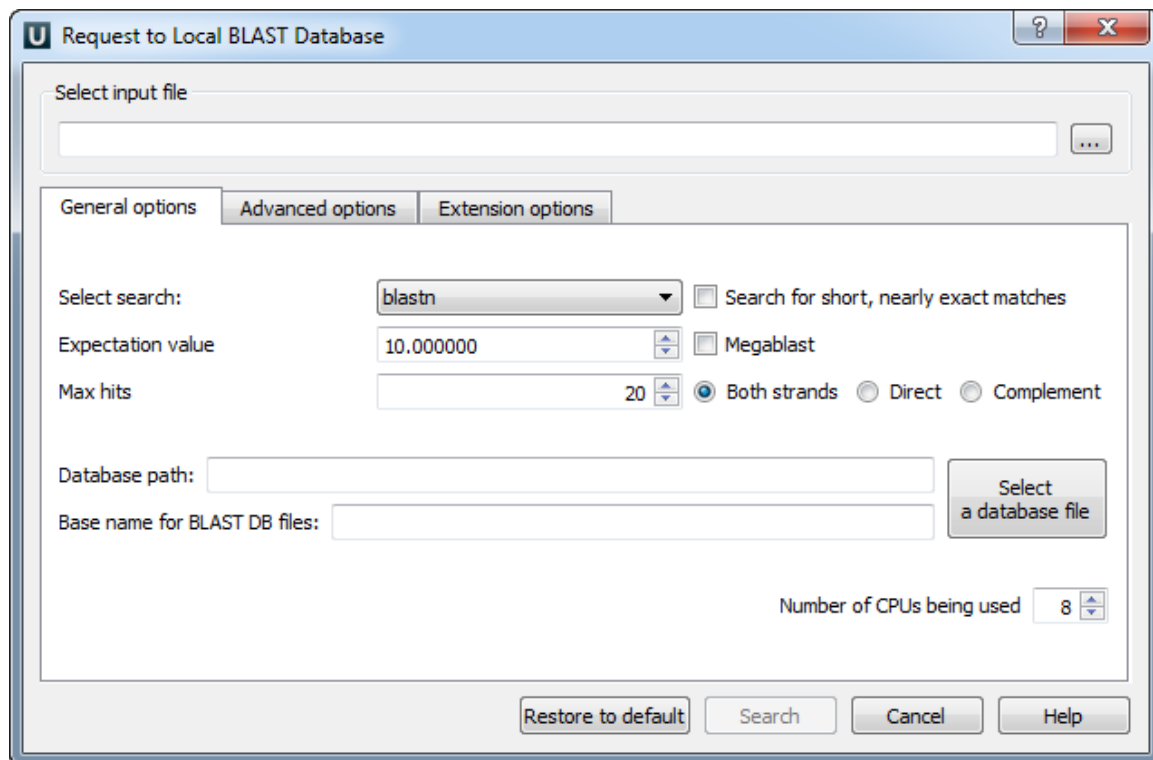 U Request to Local BLAST Database ?
Select input file
...
General options Advanced options Extension options
Select search: blastn Search for short, nearly exact matches
Expectation value 10.000000 Megablast
Max hits 20 Both strands Direct Complement
Database path:
Select
a database file
Base name for BLAST DB files:
Number of CPUs being used 8
Restore to default Search Cancel Help